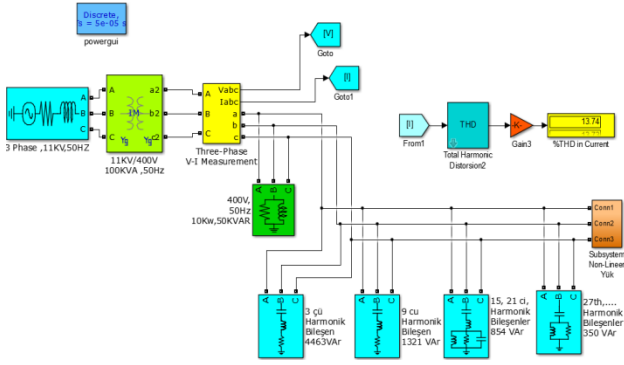 Discrete,
s = 5e-05 s
powergui
[V]
Goto
[I]
Goto1
A
B
C
3 Phase ,11KV,50HZ
A
B
C
a2
b2
c2
Yg
Yg
11KV/400V
100KVA ,50Hz
A
B
C
Vabc
Iabc
a
b
c
Three-Phase
V-I Measurement
[I]
From1
THD
Total Harmonic
Distorsion2
-K-
Gain3
13.74
%THD in Current
A B C
400V,
50Hz
10Kw,50KVAR
Conn1
Conn2
Conn3
Subsystem
Non-Lineer
Yük
A B C
3 çü
Harmonik
Bileşen
4463VAr
A B C
9 cu
Harmonik
Bileşen
1321 VAr
A B C
15, 21 ci,
Harmonik
Bileşenler
854 VAr
A B C
27th,....
Harmonik
Bileşenler
350 VAr